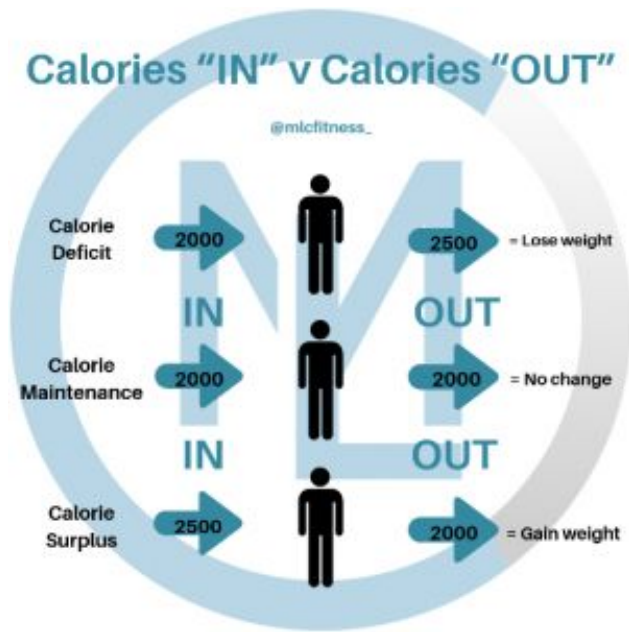 Calories “IN” v Calories “OUT”
@mlcfitness_
Calorie
Deficit
2000
2500
= Lose weight
IN
OUT
Calorie
Maintenance
2000
2000
= No change
IN
OUT
Calorie
Surplus
2500
2000
= Gain weight
ML